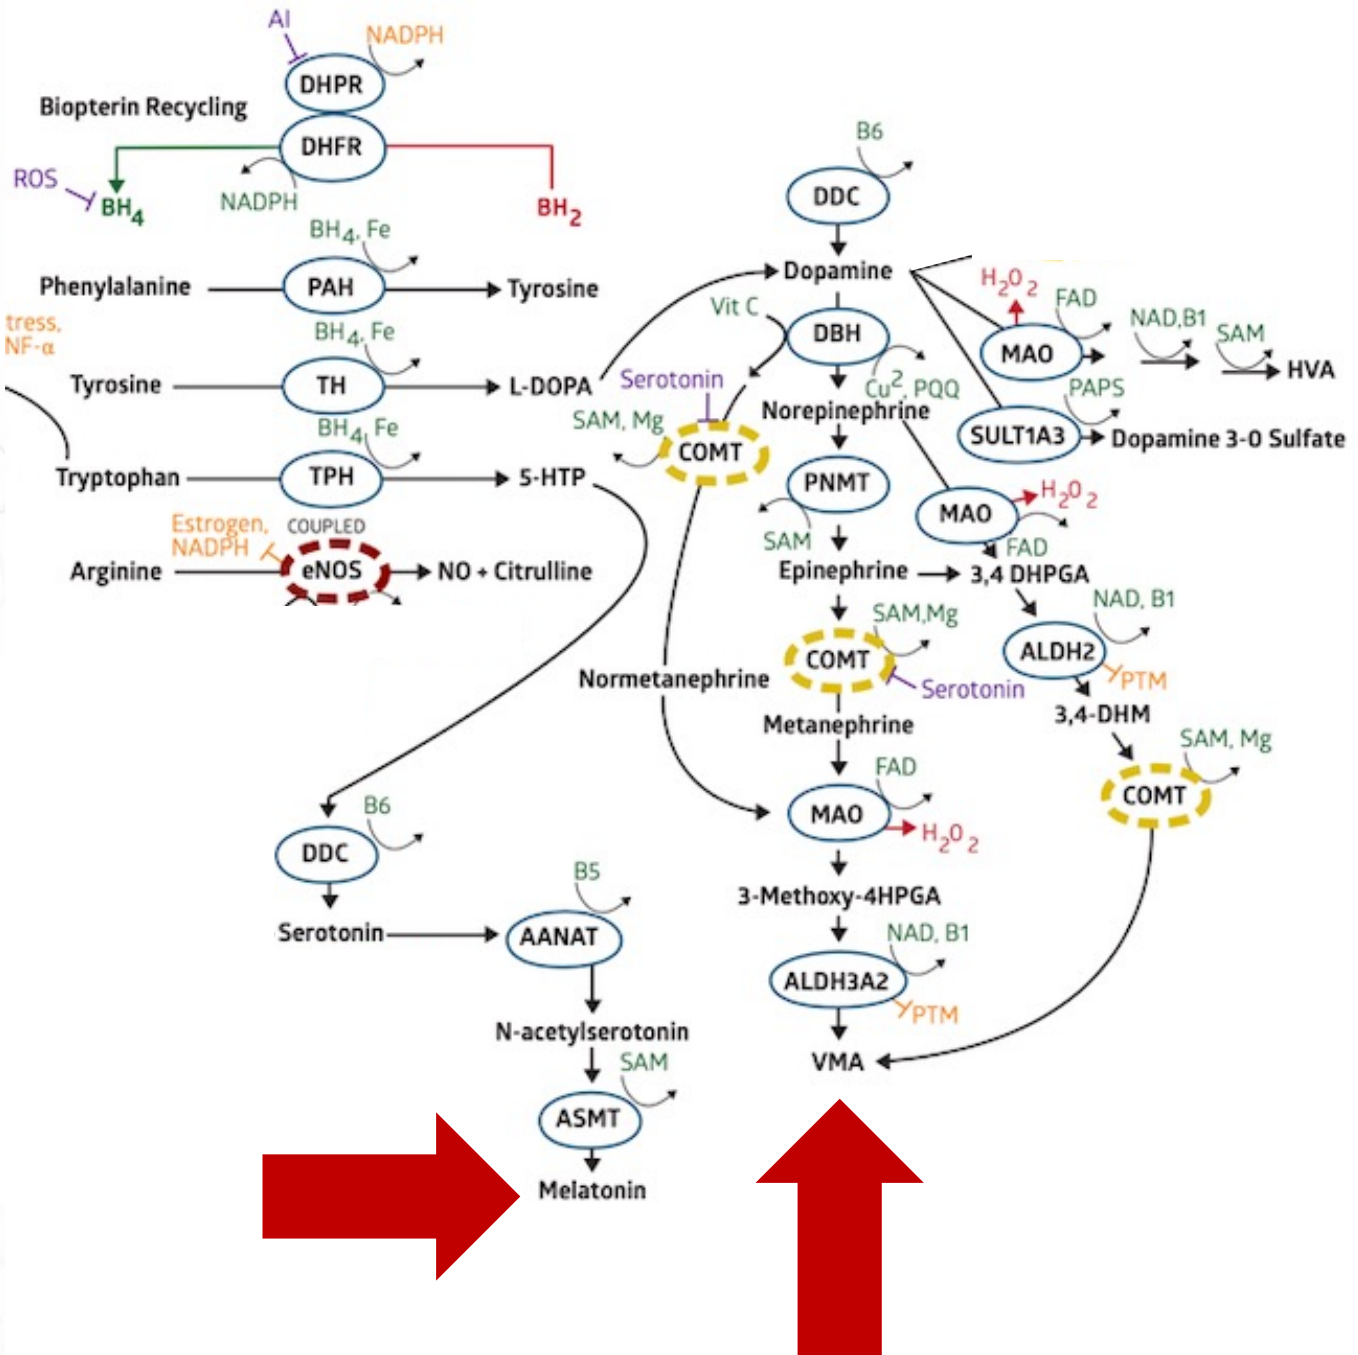 AI
NADPH
DHPR
Biopterin Recycling
DHFR
ROS
BH4
NADPH
BH2
BH4, Fe
Phenylalanine
PAH
Tyrosine
tress,
NF-α
BH4, Fe
Tyrosine
TH
L-DOPA
BH4, Fe
Tryptophan
TPH
5-HTP
Estrogen,
NADPH
COUPLED
Arginine
eNOS
NO + Citrulline
B6
DDC
Dopamine
Vit C
DBH
Cu2, PQQ
Serotonin
SAM, Mg
COMT
Norepinephrine
PNMT
SAM
Epinephrine
H2O2
FAD
MAO
NAD,B1
SAM
HVA
PAPS
SULT1A3
Dopamine 3-O Sulfate
MAO
H2O2
FAD
3,4 DHPGA
NAD, B1
ALDH2
PTM
3,4-DHM
SAM, Mg
COMT
SAM,Mg
COMT
Serotonin
Normetanephrine
Metanephrine
FAD
MAO
H2O2
3-Methoxy-4HPGA
NAD, B1
ALDH3A2
PTM
VMA
B6
DDC
Serotonin
B5
AANAT
N-acetylserotonin
SAM
ASMT
Melatonin